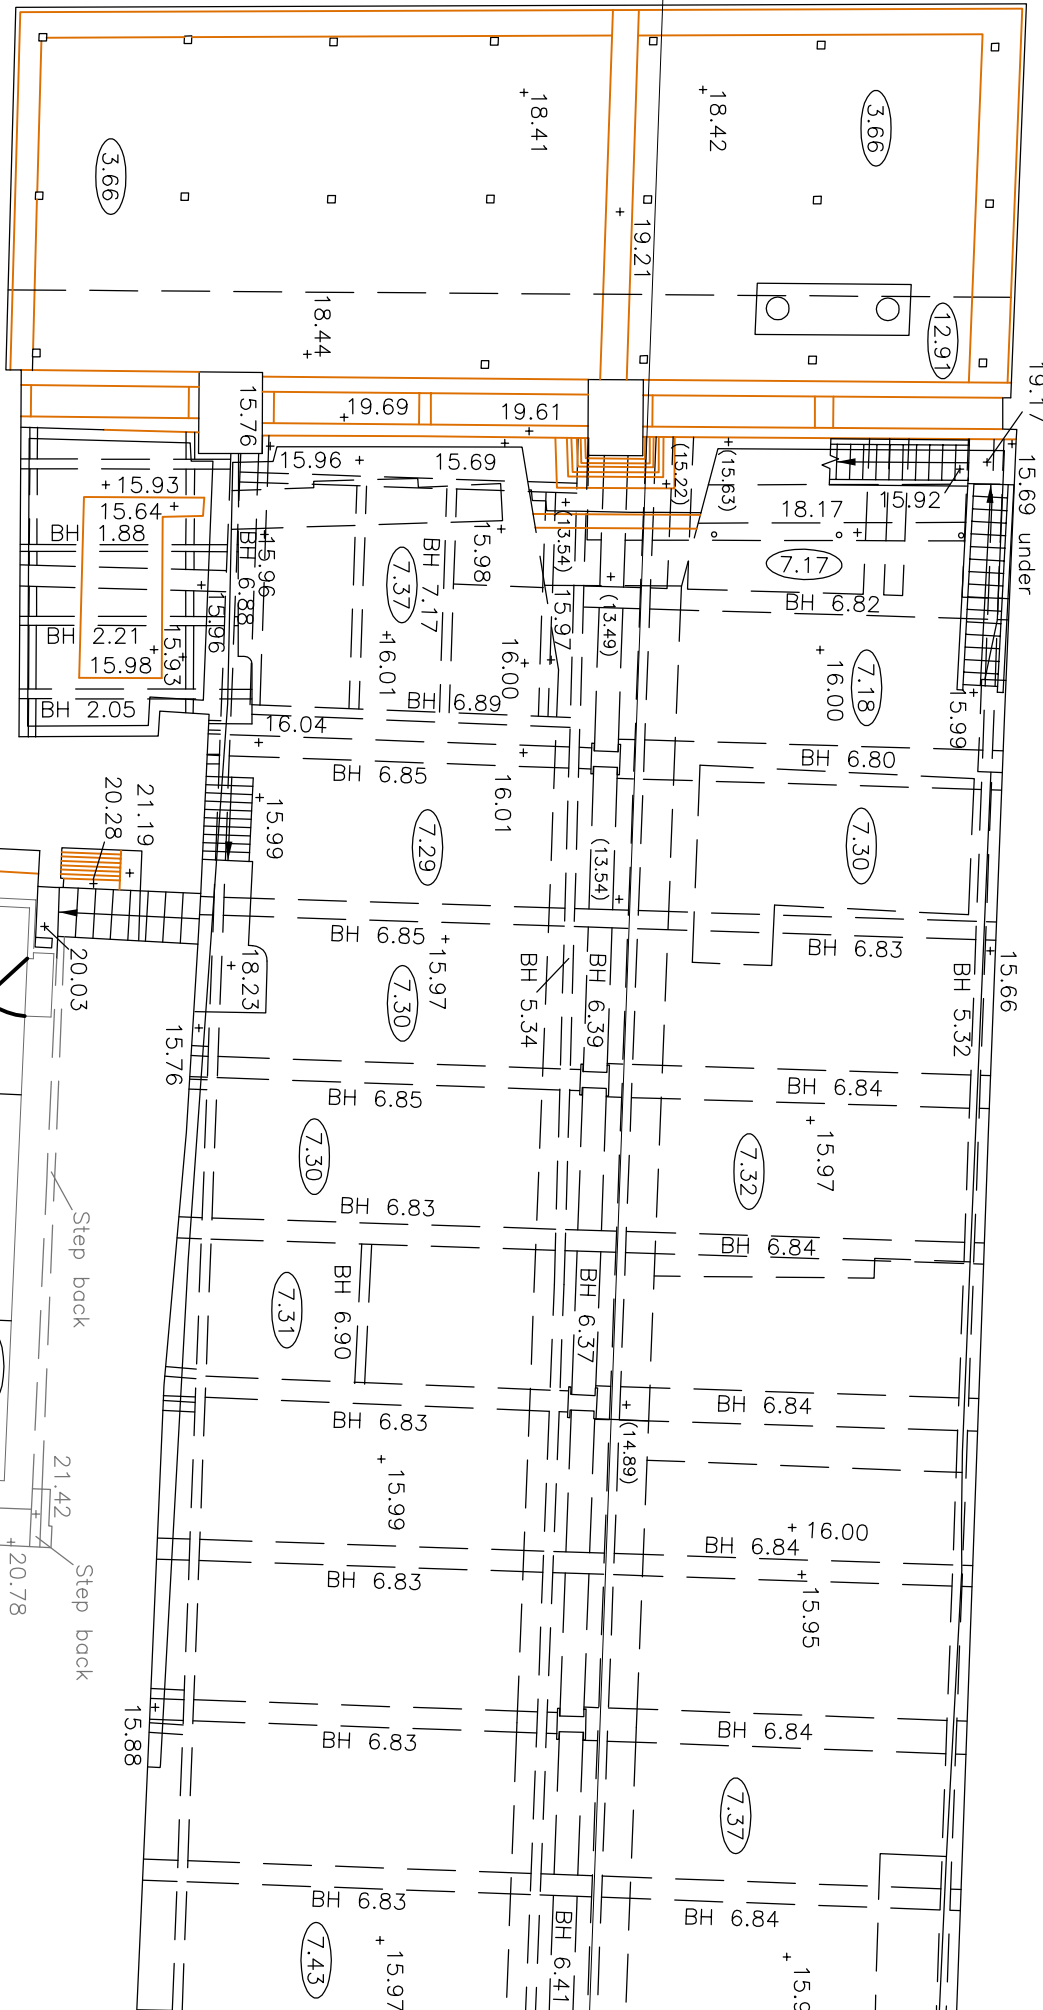 18.41
18.42
3.66
3.66
19.21
18.44
12.91
15.76
19.69
19.61
19.17
15.96
15.69
(15.22)
(15.63)
15.92
15.69 under
15.93
15.64
BH 1.88
18.17
(13.54)
15.98
BH 7.17
7.37
15.96
BH 6.88
7.17
BH 6.82
15.96
15.97
(13.49)
BH 2.21
15.93
15.98
16.01
16.00
16.00
7.18
15.99
BH 2.05
BH 6.89
16.04
BH 6.85
BH 6.80
20.28
21.19
15.99
16.01
7.29
(13.54)
7.30
BH 6.85
BH 6.83
20.03
18.23
15.97
7.30
BH 5.34
BH 6.39
BH 5.32
15.66
15.76
BH 6.85
BH 6.84
7.30
15.97
7.32
Step back
BH 6.83
BH 6.84
7.31
BH 6.90
BH 6.37
BH 6.84
BH 6.83
(14.89)
21.42
15.99
16.00
BH 6.84
20.78
Step back
BH 6.83
15.95
15.88
BH 6.83
BH 6.84
7.37
BH 6.83
BH 6.84
7.43
15.97
BH 6.41